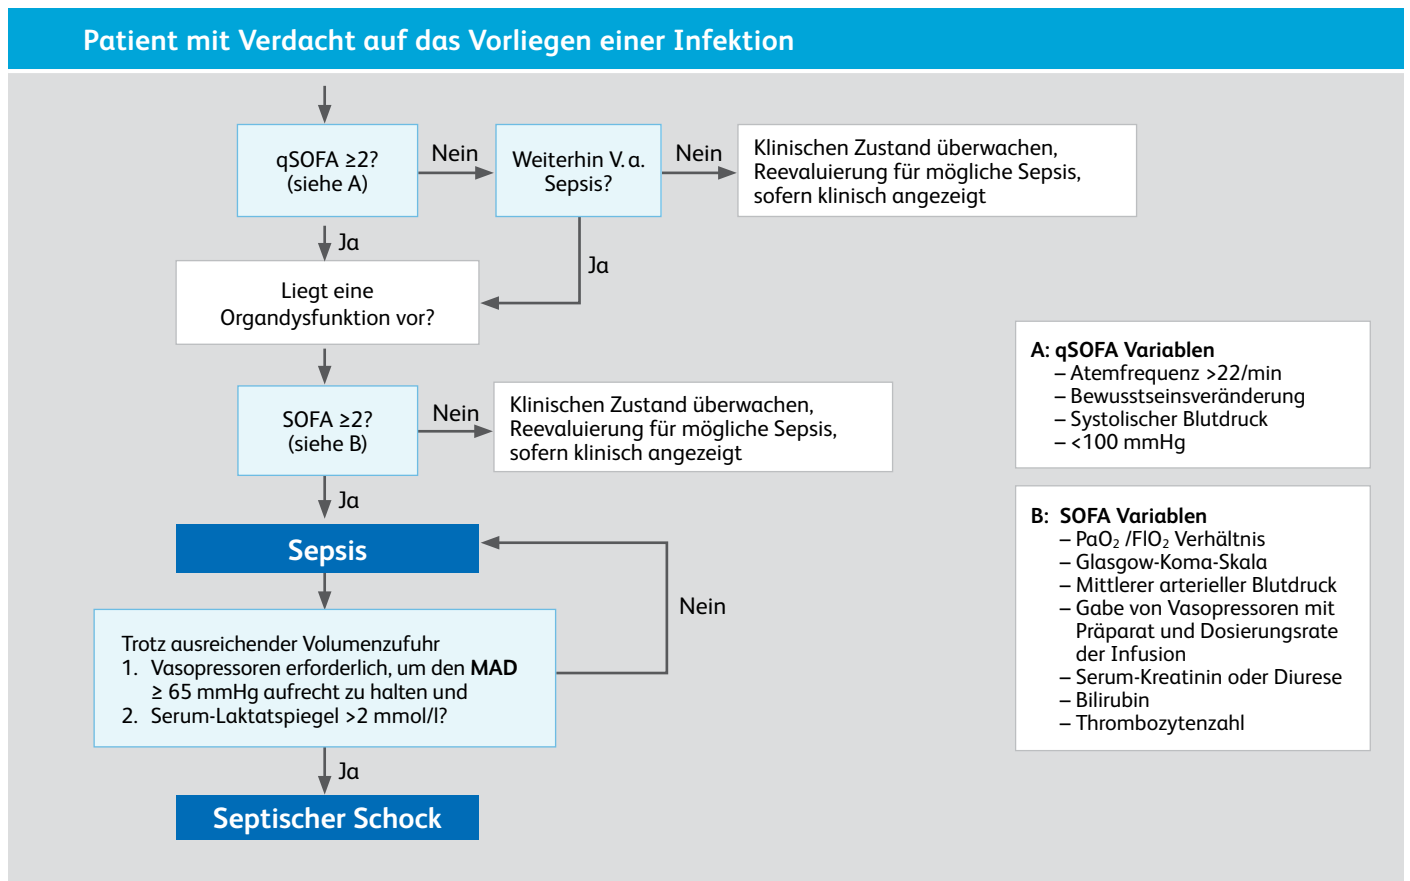 Patient mit Verdacht auf das Vorliegen einer Infektion
qSOFA ≥2?
(siehe A)
Nein
Weiterhin V. a.
Sepsis?
Nein
Klinischen Zustand überwachen,
Reevaluierung für mögliche Sepsis,
sofern klinisch angezeigt
Ja
Ja
Liegt eine
Organdysfunktion vor?
SOFA ≥2?
(siehe B)
Nein
Klinischen Zustand überwachen,
Reevaluierung für mögliche Sepsis,
sofern klinisch angezeigt
Ja
Sepsis
Nein
Trotz ausreichender Volumenzufuhr
1. Vasopressoren erforderlich, um den MAD
≥ 65 mmHg aufrecht zu halten und
2. Serum-Laktatspiegel >2 mmol/l?
Ja
Septischer Schock
A: qSOFA Variablen
– Atemfrequenz >22/min
– Bewusstseinsveränderung
– Systolischer Blutdruck
– <100 mmHg
B: SOFA Variablen
– PaO₂ /FIO₂ Verhältnis
– Glasgow-Koma-Skala
– Mittlerer arterieller Blutdruck
– Gabe von Vasopressoren mit
Präparat und Dosierungsrate
der Infusion
– Serum-Kreatinin oder Diurese
– Bilirubin
– Thrombozytenzahl